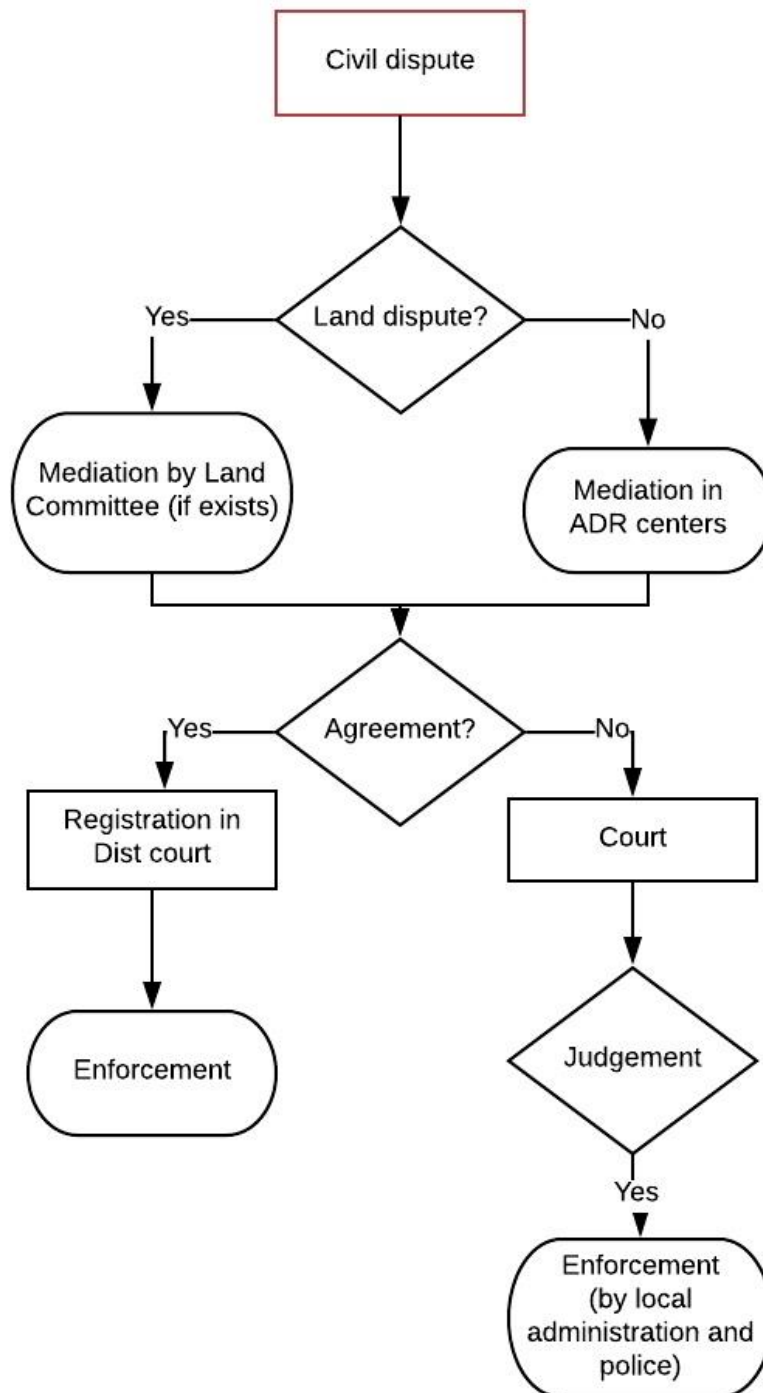 Civil dispute
Land dispute?
Yes
No
Mediation by Land
Committee (if exists)
Mediation in
ADR centers
Agreement?
Yes
No
Registration in
Dist court
Court
Enforcement
Judgement
Yes
Enforcement
(by local
administration and
police)